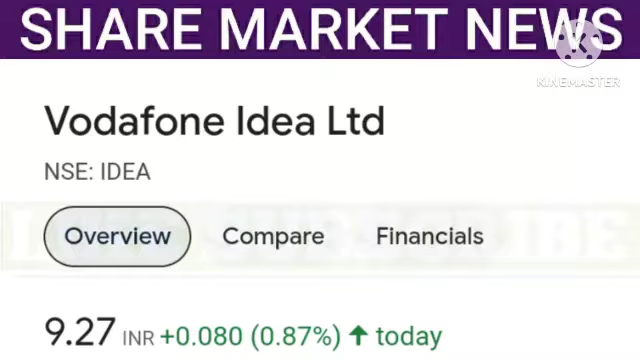 SHARE MARKET NEWS
KINEMASTER
Vodafone Idea Ltd
NSE: IDEA
Overview Compare Financials
9.27 INR +0.080 (0.87%) ↑ today